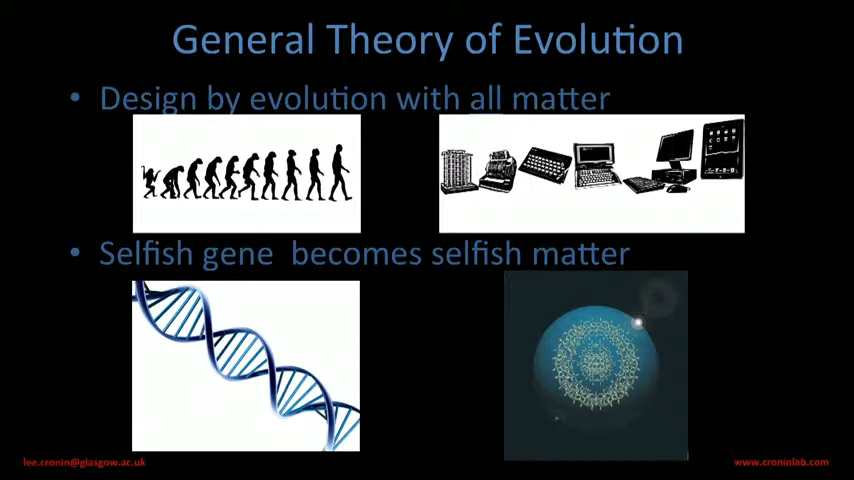 General Theory of Evolution
• Design by evolution with all matter
• Selfish gene becomes selfish matter
lee.cronin@glasgow.ac.uk
www.croninlab.com